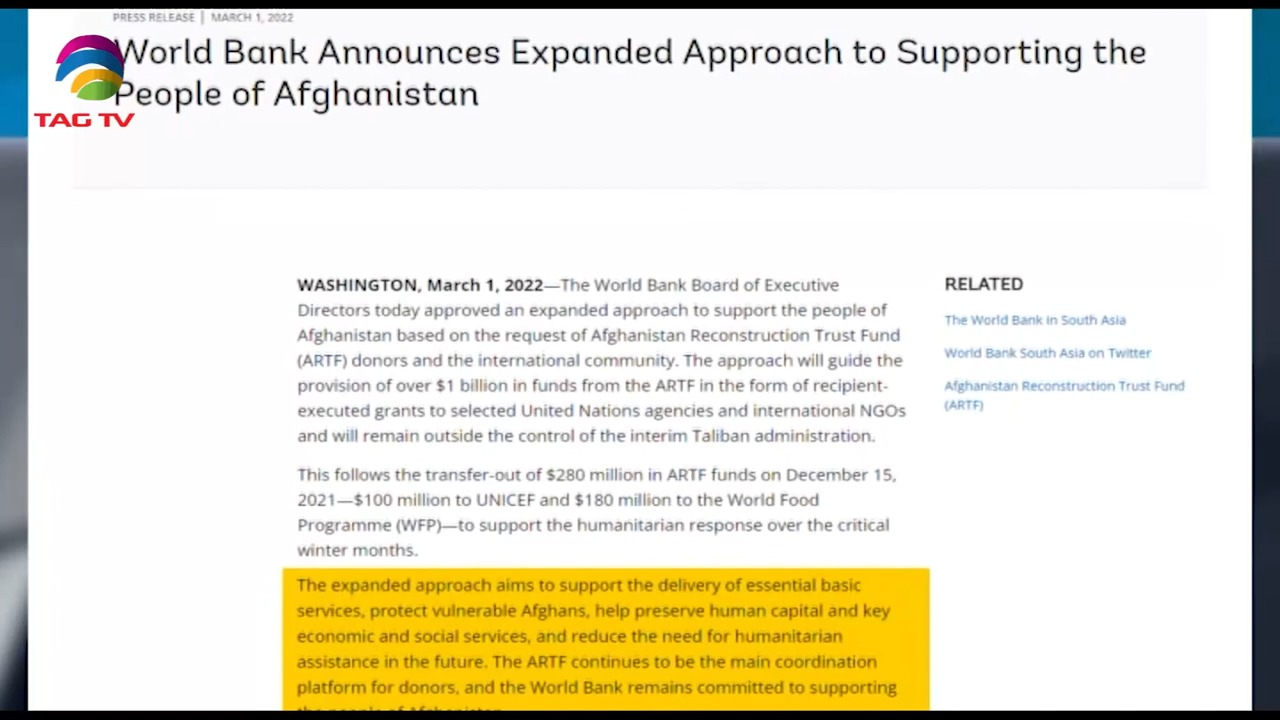 PRESS RELEASE | MARCH 1, 2022
World Bank Announces Expanded Approach to Supporting the
People of Afghanistan
TAG TV
WASHINGTON, March 1, 2022—The World Bank Board of Executive
Directors today approved an expanded approach to support the people of
Afghanistan based on the request of Afghanistan Reconstruction Trust Fund
(ARTF) donors and the international community. The approach will guide the
provision of over $1 billion in funds from the ARTF in the form of recipient-
executed grants to selected United Nations agencies and international NGOs
and will remain outside the control of the interim Taliban administration.
This follows the transfer-out of $280 million in ARTF funds on December 15,
2021—$100 million to UNICEF and $180 million to the World Food
Programme (WFP)—to support the humanitarian response over the critical
winter months.
The expanded approach aims to support the delivery of essential basic
services, protect vulnerable Afghans, help preserve human capital and key
economic and social services, and reduce the need for humanitarian
assistance in the future. The ARTF continues to be the main coordination
platform for donors, and the World Bank remains committed to supporting
the people of Afghanistan
RELATED
The World Bank in South Asia
World Bank South Asia on Twitter
Afghanistan Reconstruction Trust Fund
(ARTF)